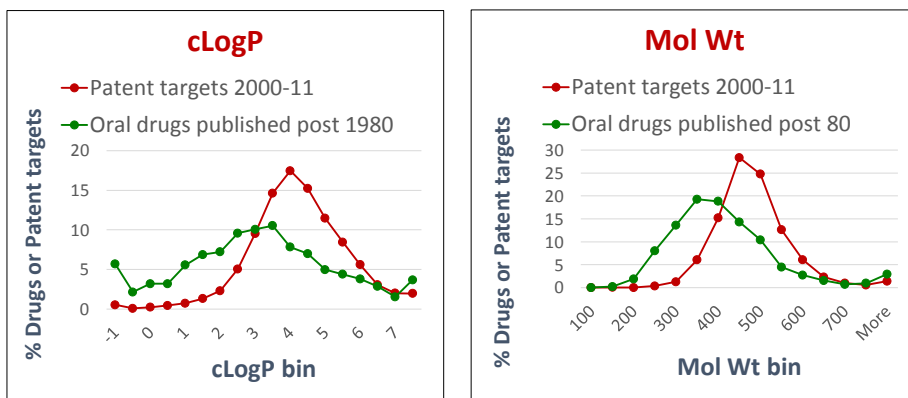 cLogP
Patent targets 2000-11
Oral drugs published post 1980
% Drugs or Patent targets
20
15
10
5
0
-1
0
1
2
3
4
5
6
7
cLogP bin
Mol Wt
Patent targets 2000-11
Oral drugs published post 80
% Drugs or Patent targets
30
25
20
15
10
5
0
100
200
300
400
500
600
700
More
Mol Wt bin